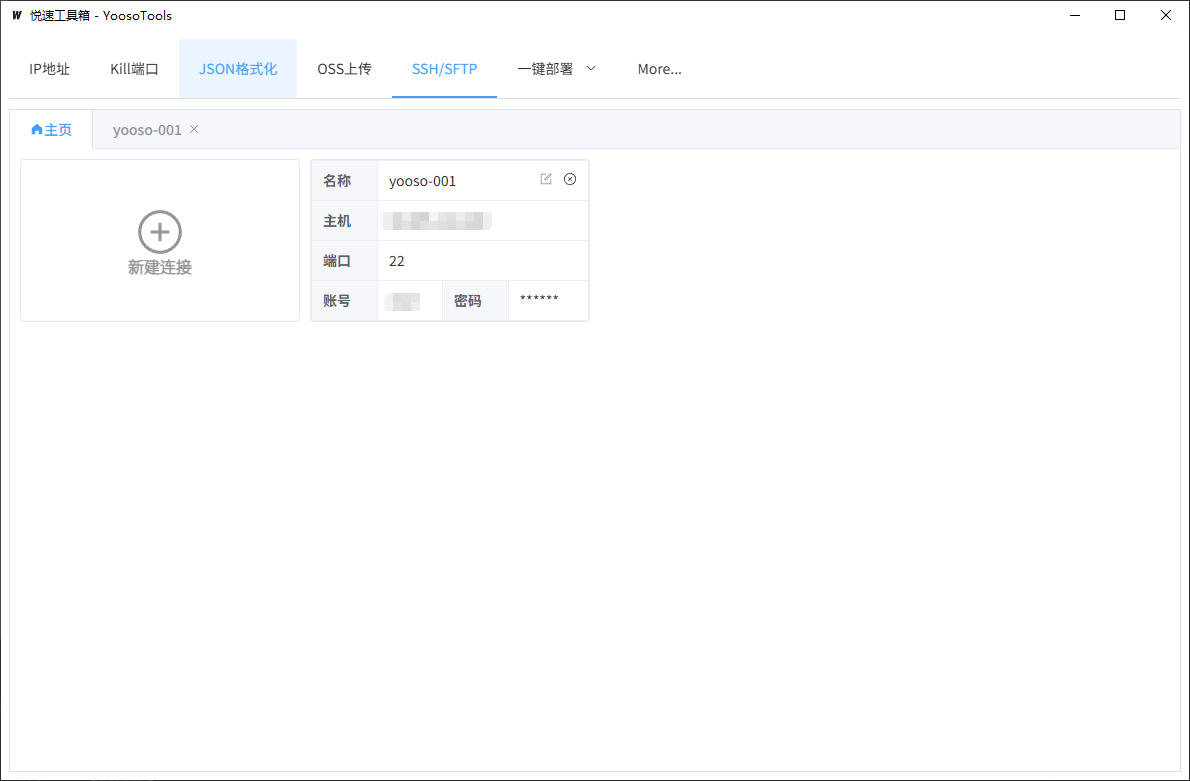 W 悦速工具箱 - YoosoTools
IP地址 Kill端口 JSON格式化 OSS上传 SSH/SFTP 一键部署 More...
主页 yooso-001
名称 yooso-001
主机
端口 22
账号 密码 ******
新建连接